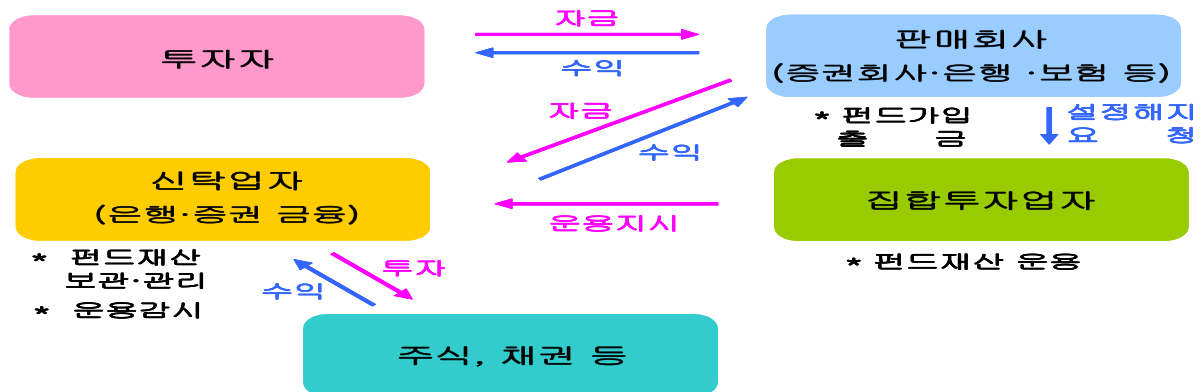 투자자
자금
수익
판매회사
(증권회사·은행 ·보험 등)
자금
수익
* 펀드가입
출 금
설정해지
요 청
신탁업자
(은행·증권 금융)
운용지시
집합투자업자
* 펀드재산
보관·관리
* 운용감시
* 펀드재산 운용
수익
투자
주식, 채권 등